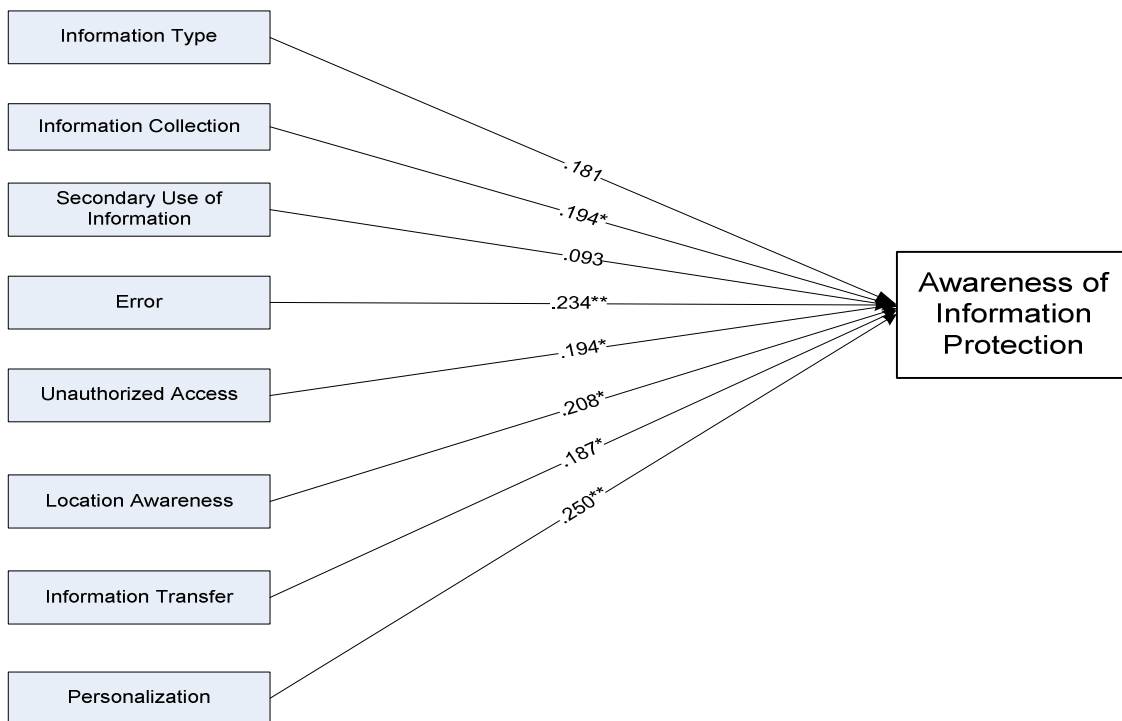 Information Type
Information Collection
Secondary Use of
Information
Error
Unauthorized Access
Location Awareness
Information Transfer
Personalization
.181
.194*
.093
.234**
.194*
.208*
.187*
.250**
Awareness of
Information
Protection